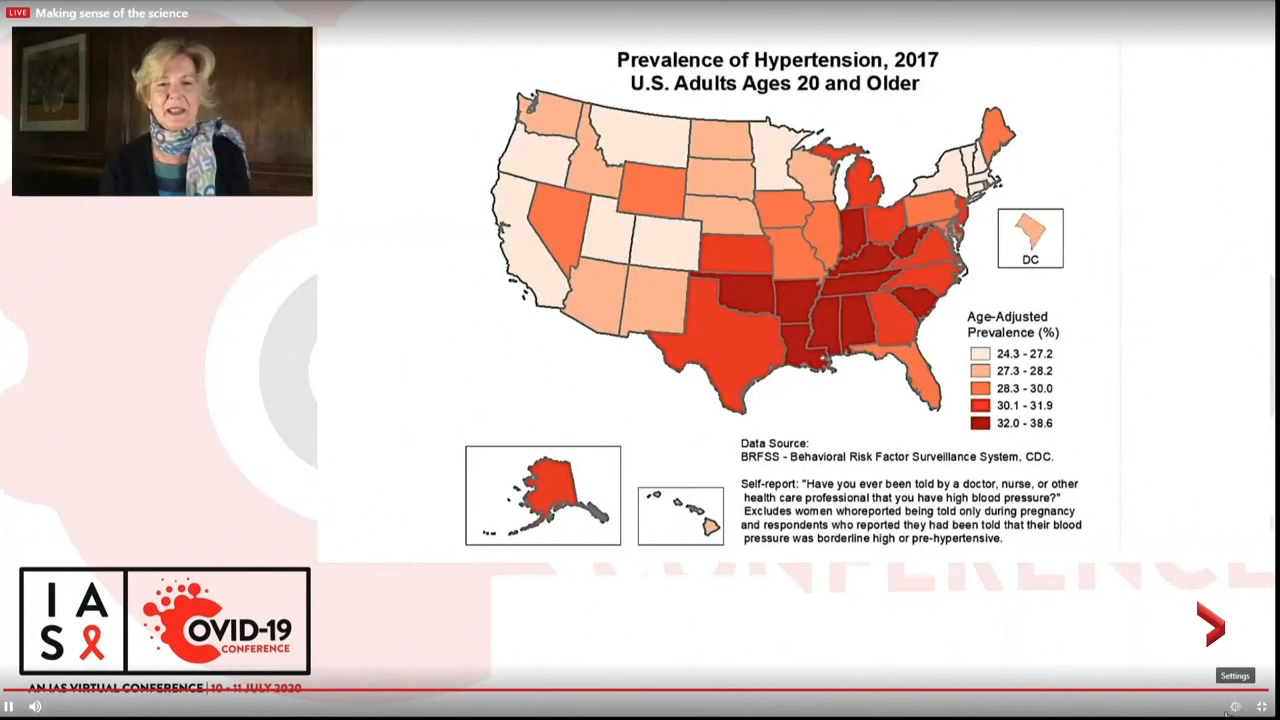 LIVE Making sense of the science
Prevalence of Hypertension, 2017
U.S. Adults Ages 20 and Older
DC
Age-Adjusted
Prevalence (%)
24.3 - 27.2
27.3 - 28.2
28.3 - 30.0
30.1 - 31.9
32.0 - 38.6
Data Source:
BRFSS - Behavioral Risk Factor Surveillance System, CDC.
Self-report: "Have you ever been told by a doctor, nurse, or other
health care professional that you have high blood pressure?"
Excludes women whoreported being told only during pregnancy
and respondents who reported they had been told that their blood
pressure was borderline high or pre-hypertensive.
CONFERENCE
I A
S
COVID-19
CONFERENCE
AN IAS VIRTUAL CONFERENCE | 10 - 11 JULY 2020
Settings